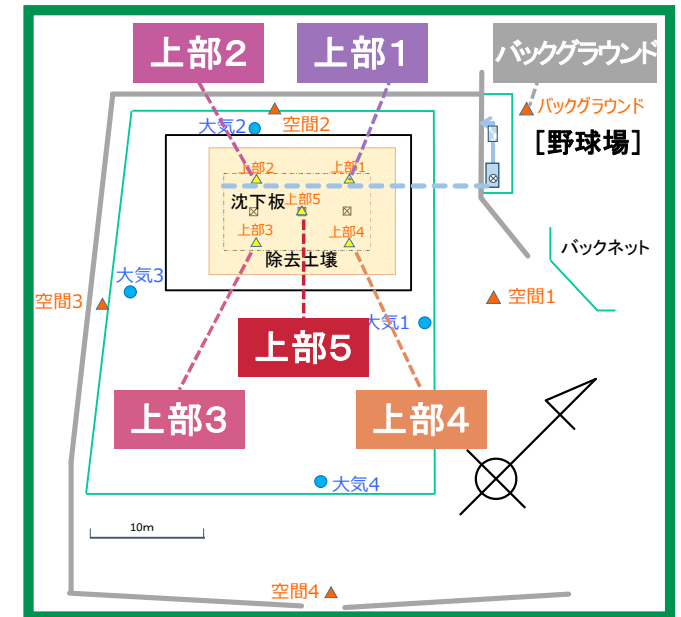 上部2
上部1
バックグラウンド
バックグラウンド
大気2
空間2
[野球場]
上部2
上部1
沈下板
上部5
上部3
上部4
除去土壌
バックネット
大気3
空間3
空間1
大気1
上部5
上部3
上部4
大気4
10m
空間4